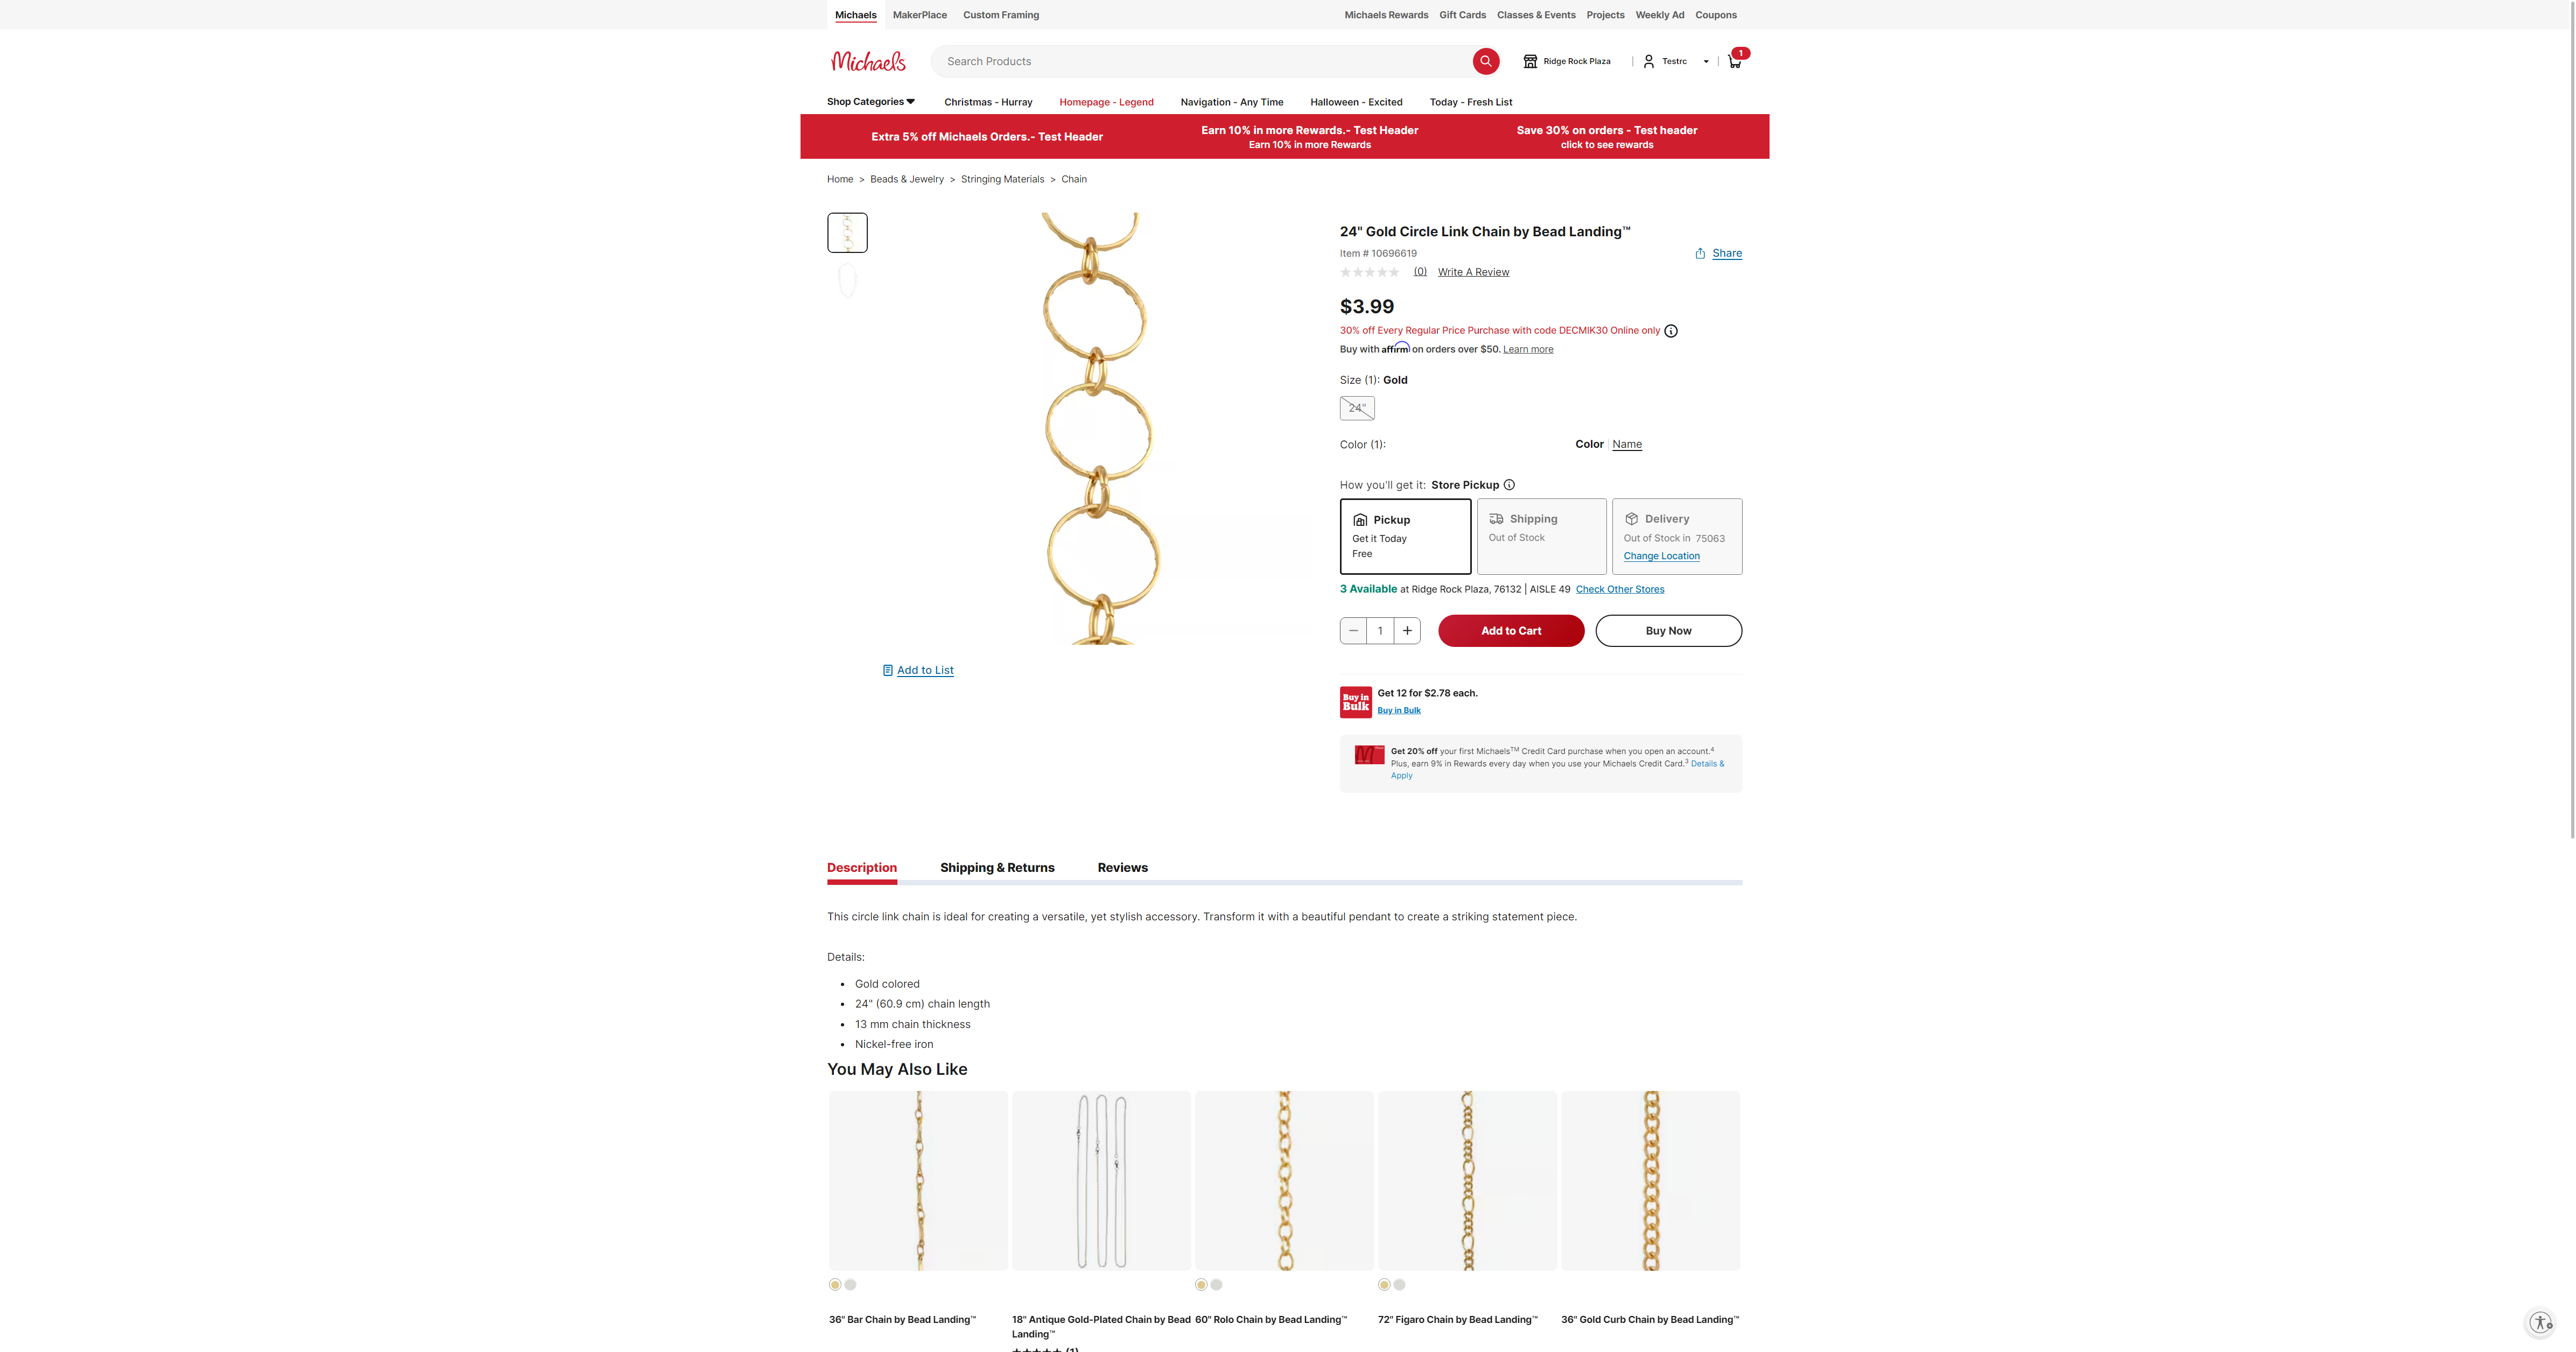 Michaels MakerPlace Custom Framing
Michaels Rewards Gift Cards Classes & Events Projects Weekly Ad Coupons
Michaels
Search Products
Ridge Rock Plaza
Testrc
1
Shop Categories
Christmas - Hurray
Homepage - Legend
Navigation - Any Time
Halloween - Excited
Today - Fresh List
Extra 5% off Michaels Orders.- Test Header
Earn 10% in more Rewards.- Test Header
Earn 10% in more Rewards
Save 30% on orders - Test header
click to see rewards
Home > Beads & Jewelry > Stringing Materials > Chain
24" Gold Circle Link Chain by Bead Landing™
Item # 10696619
Share
(0) Write A Review
$3.99
30% off Every Regular Price Purchase with code DECMIK30 Online only
Buy with affirm on orders over $50. Learn more
Size (1): Gold
24"
Color (1):
Color Name
How you'll get it: Store Pickup
Pickup
Get it Today
Free
Shipping
Out of Stock
Delivery
Out of Stock in 75063
Change Location
3 Available at Ridge Rock Plaza, 76132 | AISLE 49 Check Other Stores
1
Add to Cart
Buy Now
Add to List
Buy in
Bulk
Get 12 for $2.78 each.
Buy in Bulk
Get 20% off your first Michaels™ Credit Card purchase when you open an account.⁴
Plus, earn 9% in Rewards every day when you use your Michaels Credit Card.³ Details &
Apply
Description
Shipping & Returns
Reviews
This circle link chain is ideal for creating a versatile, yet stylish accessory. Transform it with a beautiful pendant to create a striking statement piece.
Details:
• Gold colored
• 24" (60.9 cm) chain length
• 13 mm chain thickness
• Nickel-free iron
You May Also Like
36" Bar Chain by Bead Landing™
18" Antique Gold-Plated Chain by Bead
Landing™
(1)
60" Rolo Chain by Bead Landing™
72" Figaro Chain by Bead Landing™
36" Gold Curb Chain by Bead Landing™